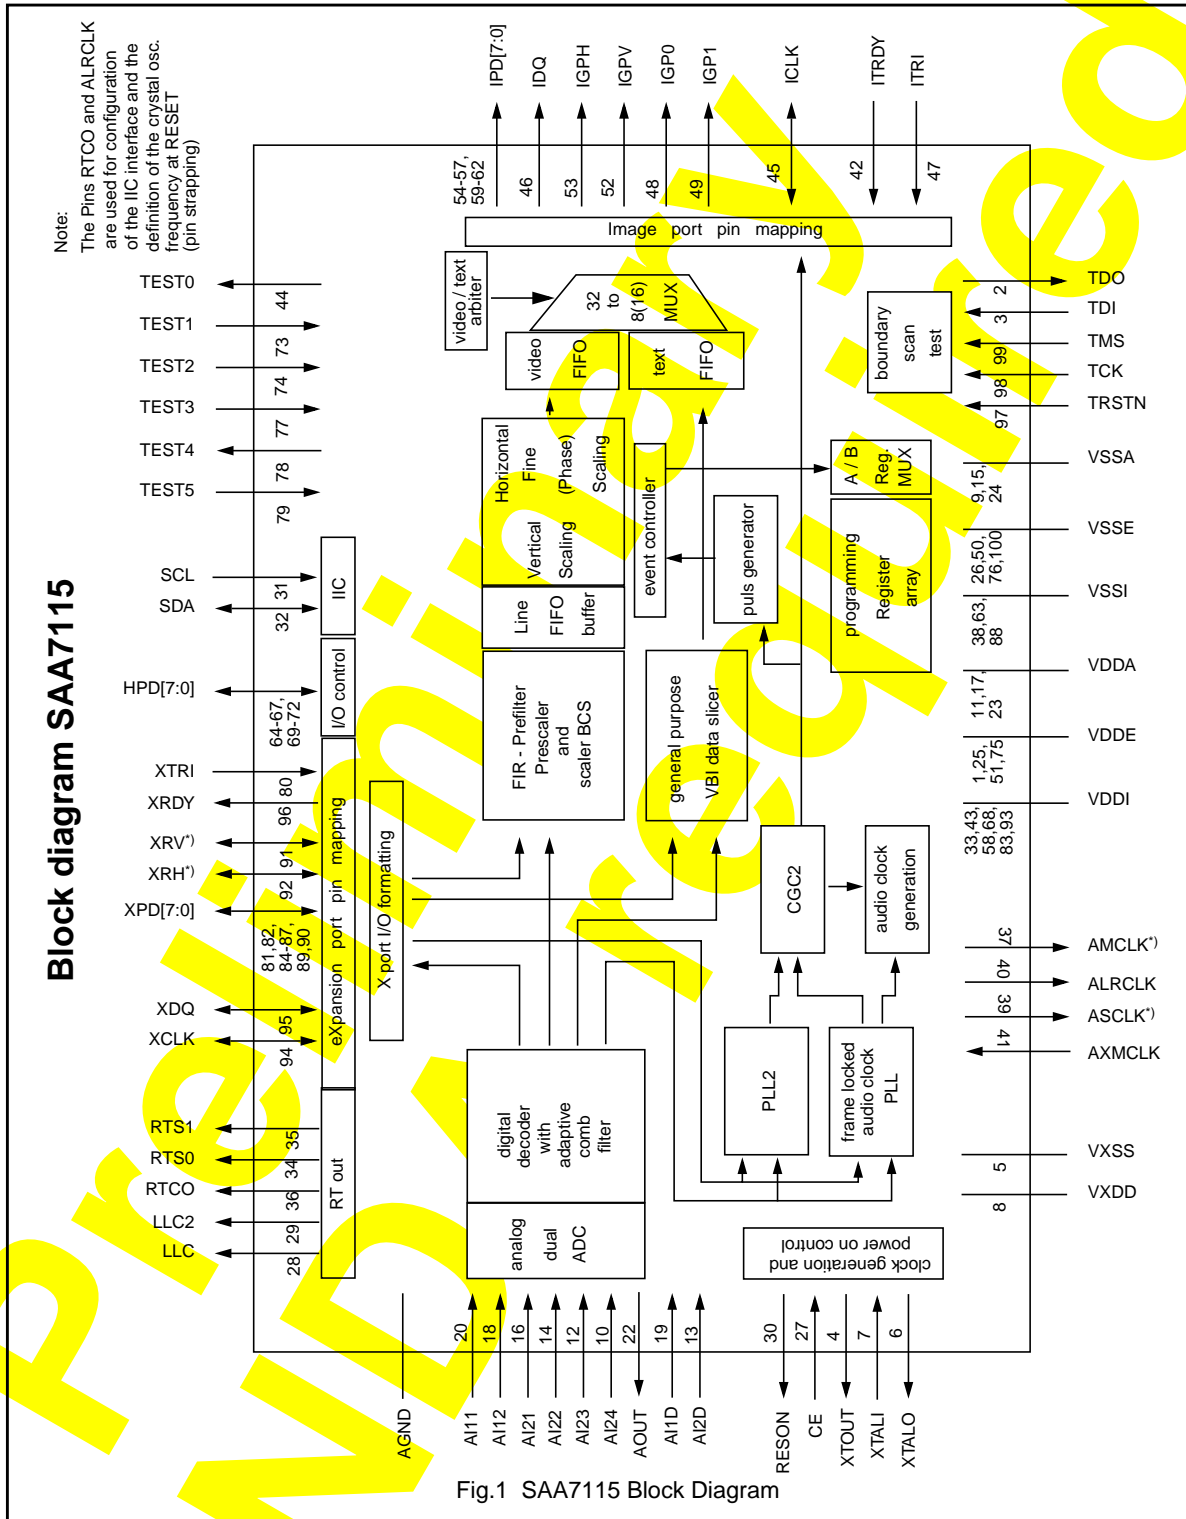 Block diagram SAA7115
Note:
The Pins RTCO and ALRCLK
are used for configuration
of the IIC interface and the
definition of the crystal osc.
frequency at RESET
(pin strapping)
TEST0
44
TEST1
73
TEST2
74
TEST3
77
TEST4
78
TEST5
79
SCL
31
SDA
32
HPD[7:0]
64-67,
69-72
XTRI
80
XRDY
96
XRV*)
91
XRH*)
92
XPD[7:0]
81,82,
84-87,
89,90
XDQ
95
XCLK
94
RTS1
35
RTS0
34
RTCO
36
LLC2
29
LLC
28
IIC
I/O control
eXpansion port pin mapping
X port I/O formatting
RT out
IPD[7:0]
54-57,
59-62
IDQ
46
IGPH
53
IGPV
52
IGP0
48
IGP1
49
ICLK
45
ITRDY
42
ITRI
47
Image port pin mapping
video / text
arbiter
32
to
8(16)
MUX
video
FIFO
text
FIFO
Horizontal
Fine
(Phase)
Scaling
Vertical
Scaling
Line
FIFO
buffer
FIR - Prefilter
Prescaler
and
scaler BCS
event controller
puls generator
general purpose
VBI data slicer
boundary
scan
test
A / B
Reg.
MUX
programming
Register
array
CGC2
audio clock
generation
PLL2
frame locked
audio clock
PLL
digital
decoder
with
adaptive
comb
filter
analog
dual
ADC
clock generation and
power on control
TDO
2
TDI
3
TMS
99
TCK
98
TRSTN
97
VSSA
9,15,
24
VSSE
26,50,
76,100
VSSI
38,63,
88
VDDA
11,17,
23
VDDE
1,25,
51,75
VDDI
33,43,
58,68,
83,93
AMCLK*)
37
ALRCLK
40
ASCLK*)
39
AXMCLK
41
VXSS
5
VXDD
8
AGND
AI11
20
AI12
18
AI21
16
AI22
14
AI23
12
AI24
10
AOUT
22
AI1D
19
AI2D
13
RESON
30
CE
27
XTOUT
4
XTALI
7
XTALO
6
Fig.1 SAA7115 Block Diagram
Preliminary
NDA required